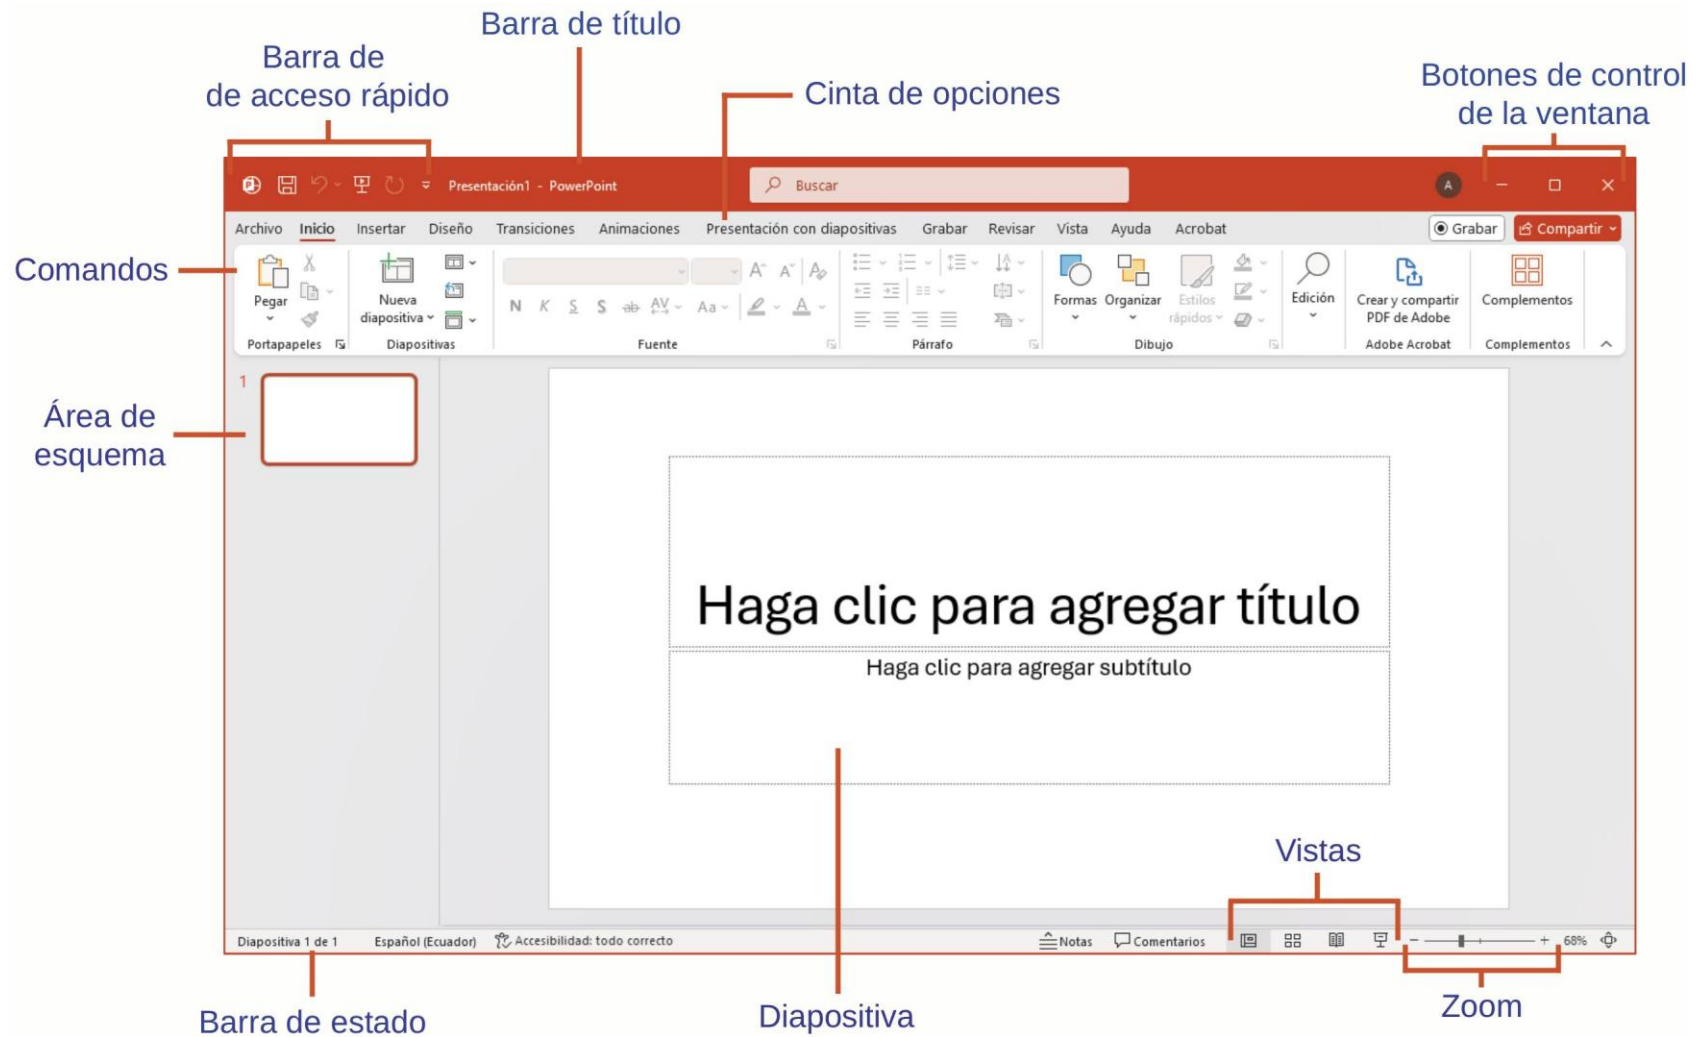 Barra de título
Barra de
de acceso rápido
Cinta de opciones
Botones de control
de la ventana
Presentación1 - PowerPoint
Buscar
A
Archivo Inicio Insertar Diseño Transiciones Animaciones Presentación con diapositivas Grabar Revisar Vista Ayuda Acrobat
Grabar
Compartir
Comandos
Pegar
Nueva
diapositiva
N K S S ab AV Aa A
A A A
Formas Organizar Estilos
rápidos
Edición
Crear y compartir
PDF de Adobe
Complementos
Portapapeles Diapositivas Fuente Párrafo Dibujo Adobe Acrobat Complementos
1
Área de
esquema
Haga clic para agregar título
Haga clic para agregar subtítulo
Vistas
Diapositiva 1 de 1 Español (Ecuador) Accesibilidad: todo correcto Notas Comentarios 68%
Barra de estado
Diapositiva
Zoom